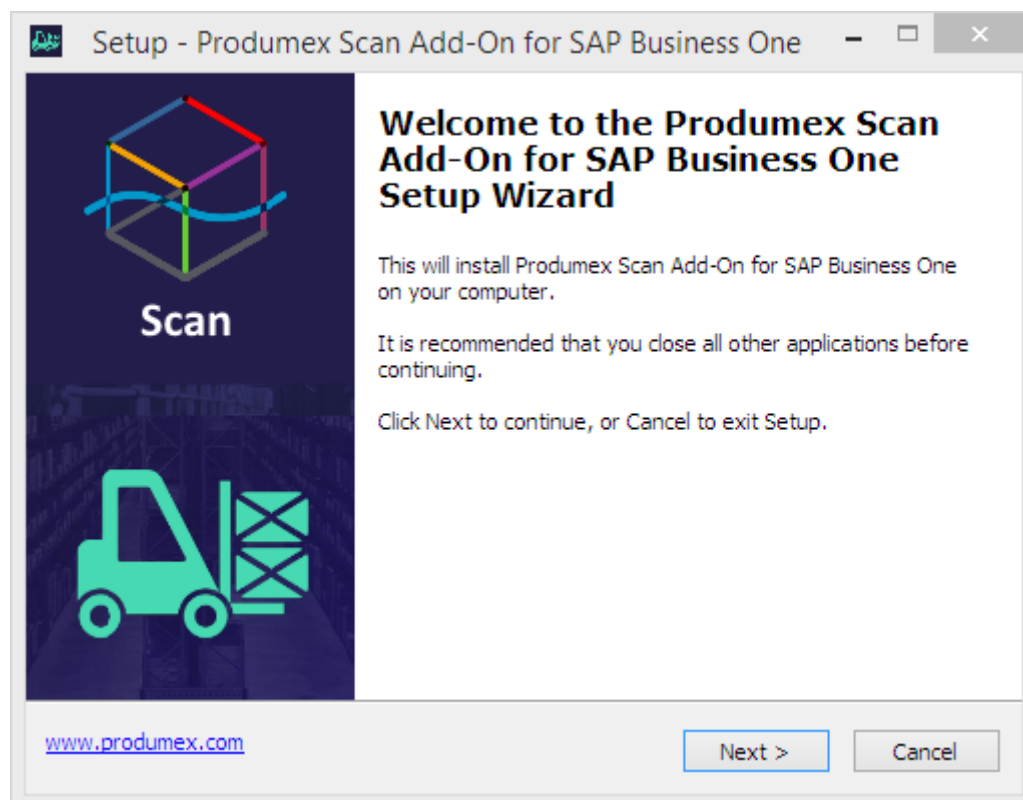 Setup - Produmex Scan Add-On for SAP Business One
Welcome to the Produmex Scan
Add-On for SAP Business One
Setup Wizard
This will install Produmex Scan Add-On for SAP Business One
on your computer.
It is recommended that you close all other applications before
continuing.
Click Next to continue, or Cancel to exit Setup.
Scan
www.produmex.com
Next >
Cancel